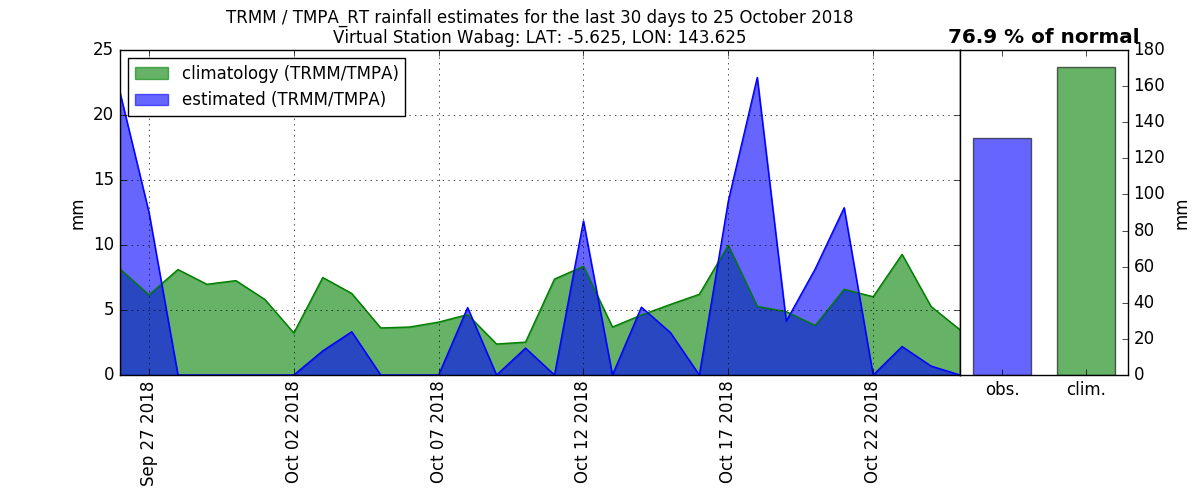 TRMM / TMPA_RT rainfall estimates for the last 30 days to 25 October 2018
Virtual Station Wabag: LAT: -5.625, LON: 143.625
76.9 % of normal
climatology (TRMM/TMPA)
estimated (TRMM/TMPA)
25
20
15
10
5
0
mm
Sep 27 2018
Oct 02 2018
Oct 07 2018
Oct 12 2018
Oct 17 2018
Oct 22 2018
obs.
clim.
180
160
140
120
100
80
60
40
20
0
mm